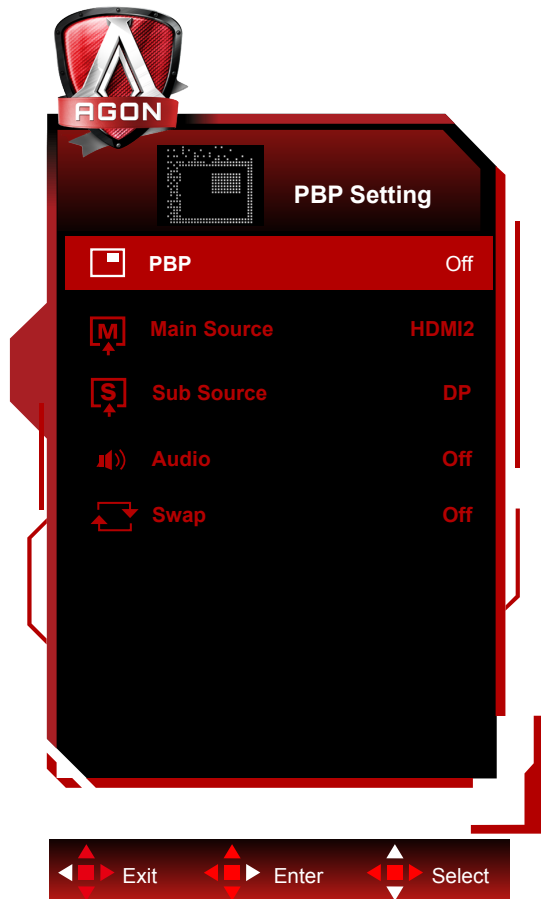 AGON
PBP Setting
PBP Off
M Main Source HDMI2
S Sub Source DP
Audio Off
Swap Off
Exit Enter Select